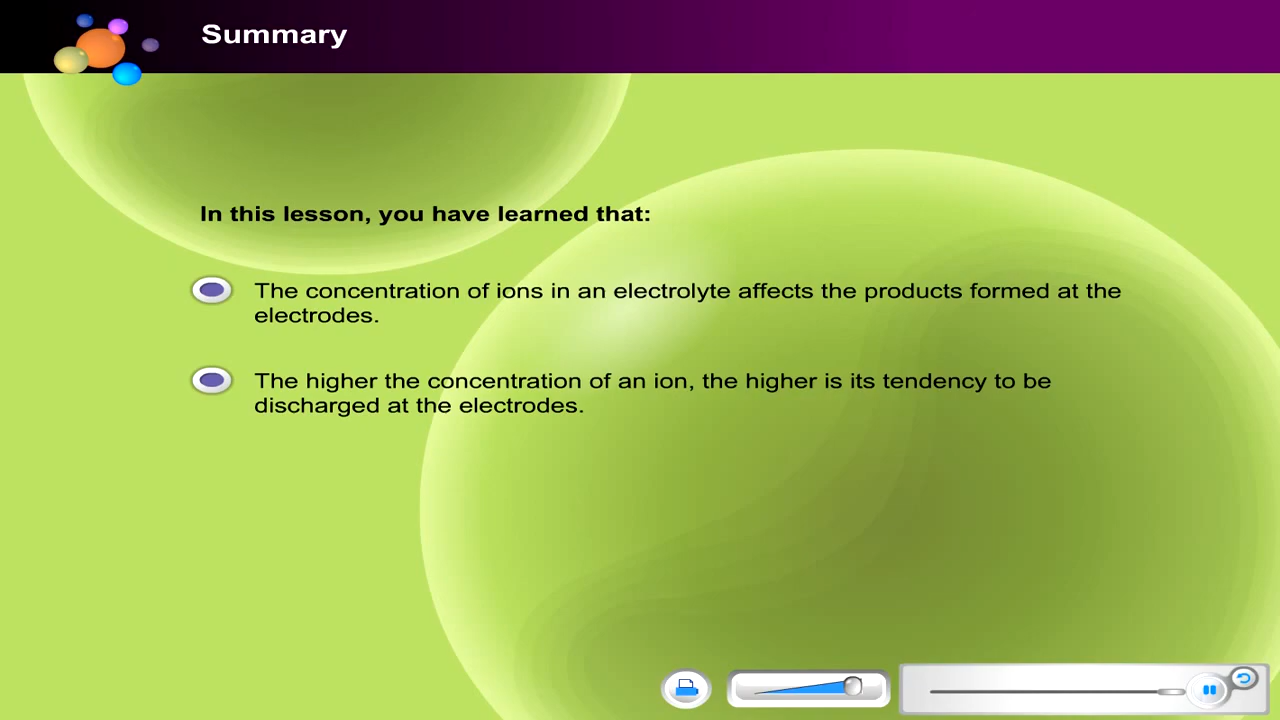 Summary
In this lesson, you have learned that:
The concentration of ions in an electrolyte affects the products formed at the
electrodes.
The higher the concentration of an ion, the higher is its tendency to be
discharged at the electrodes.